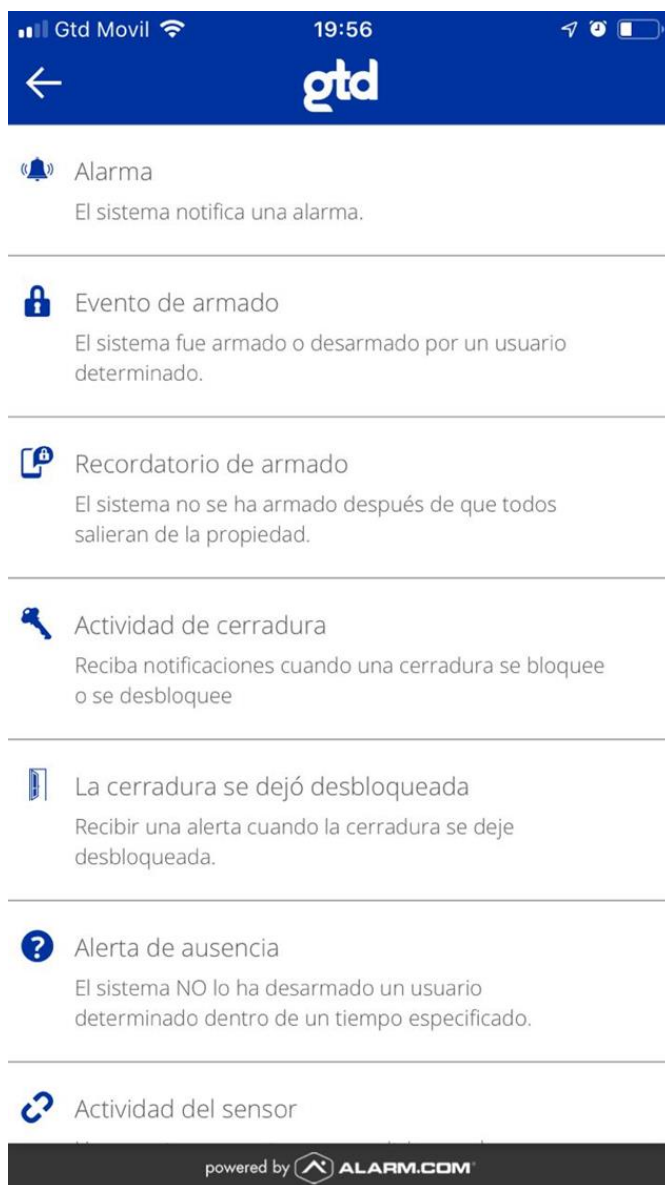 Gtd Movil
19:56
gtd
Alarma
El sistema notifica una alarma.
Evento de armado
El sistema fue armado o desarmado por un usuario
determinado.
Recordatorio de armado
El sistema no se ha armado después de que todos
salieran de la propiedad.
Actividad de cerradura
Reciba notificaciones cuando una cerradura se bloquee
o se desbloquee
La cerradura se dejó desbloqueada
Recibir una alerta cuando la cerradura se deje
desbloqueada.
Alerta de ausencia
El sistema NO lo ha desarmado un usuario
determinado dentro de un tiempo especificado.
Actividad del sensor
powered by ALARM.COM